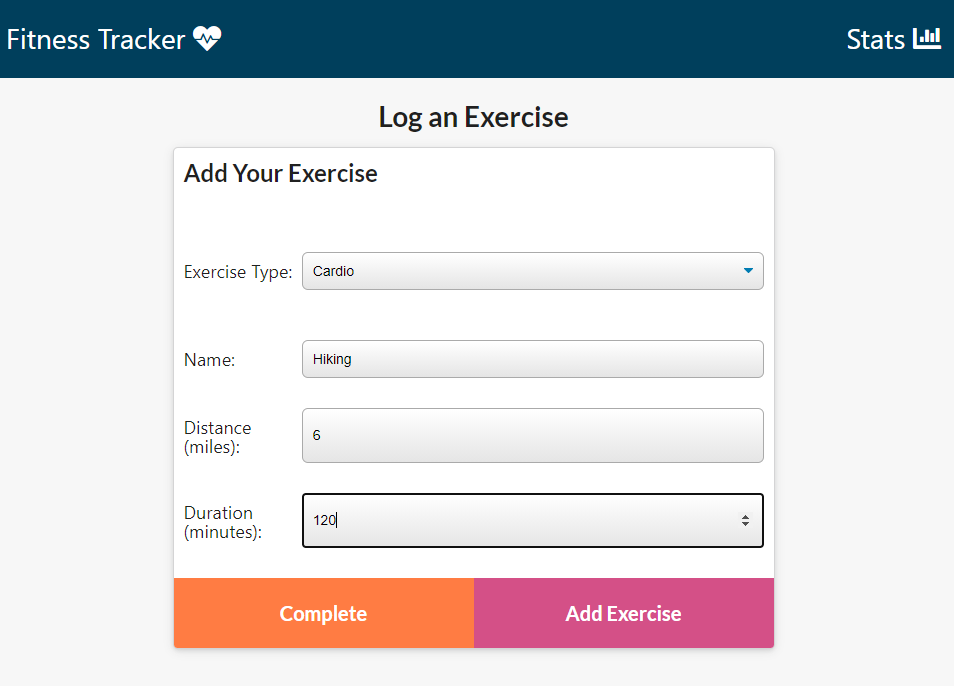 Fitness Tracker
Stats
Log an Exercise
Add Your Exercise
Exercise Type: Cardio
Name: Hiking
Distance
(miles):
6
Duration
(minutes):
120
Complete
Add Exercise